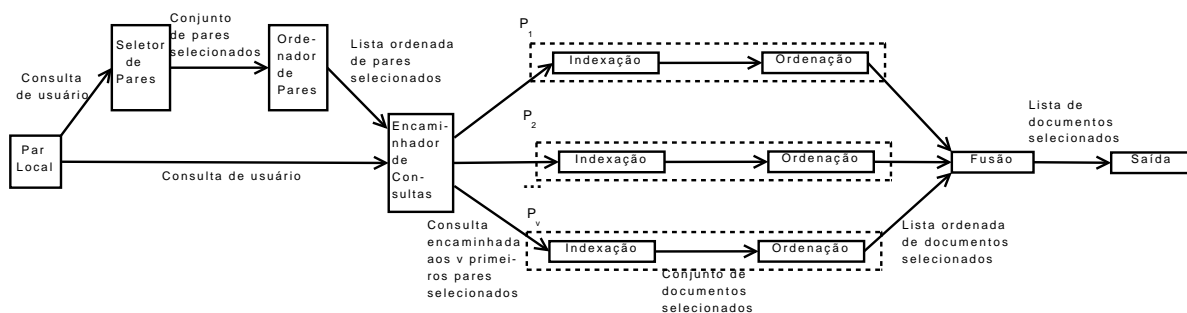 Par
Local
Consulta
de usuário
Seletor
de
Pares
Conjunto
de pares
selecionados
Orde-
nador
de
Pares
Lista ordenada
de pares
selecionados
Consulta de usuário
Encami-
nhador
de
Con-
sultas
P1
Indexação
Ordenação
P2
Indexação
Ordenação
...
Pv
Indexação
Ordenação
Consulta
encaminhada
aos v primei-
ros pares
selecionados
Conjunto de
documentos
selecionados
Lista ordenada
de documentos
selecionados
Fusão
Lista de
documentos
selecionados
Saída